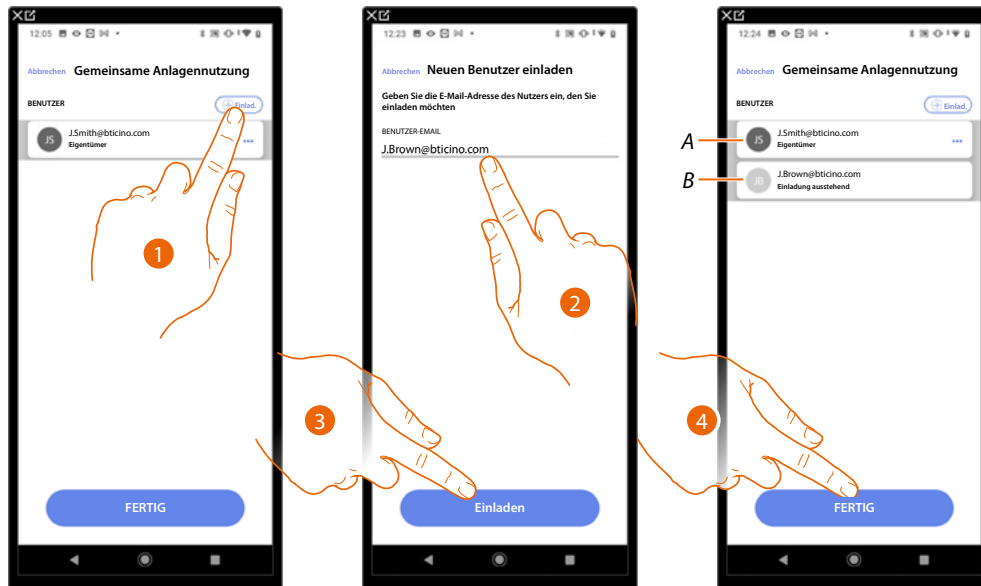 12:05
Abbrechen Gemeinsame Anlagennutzung
BENUTZER
Einlad.
JS
J.Smith@bticino.com
Eigentümer
1
FERTIG
12:23
Abbrechen Neuen Benutzer einladen
Geben Sie die E-Mail-Adresse des Nutzers ein, den Sie
einladen möchten
BENUTZER-EMAIL
J.Brown@bticino.com
2
3
Einladen
12:24
Abbrechen Gemeinsame Anlagennutzung
BENUTZER
Einlad.
A
JS
J.Smith@bticino.com
Eigentümer
B
JB
J.Brown@bticino.com
Einladung ausstehend
4
FERTIG